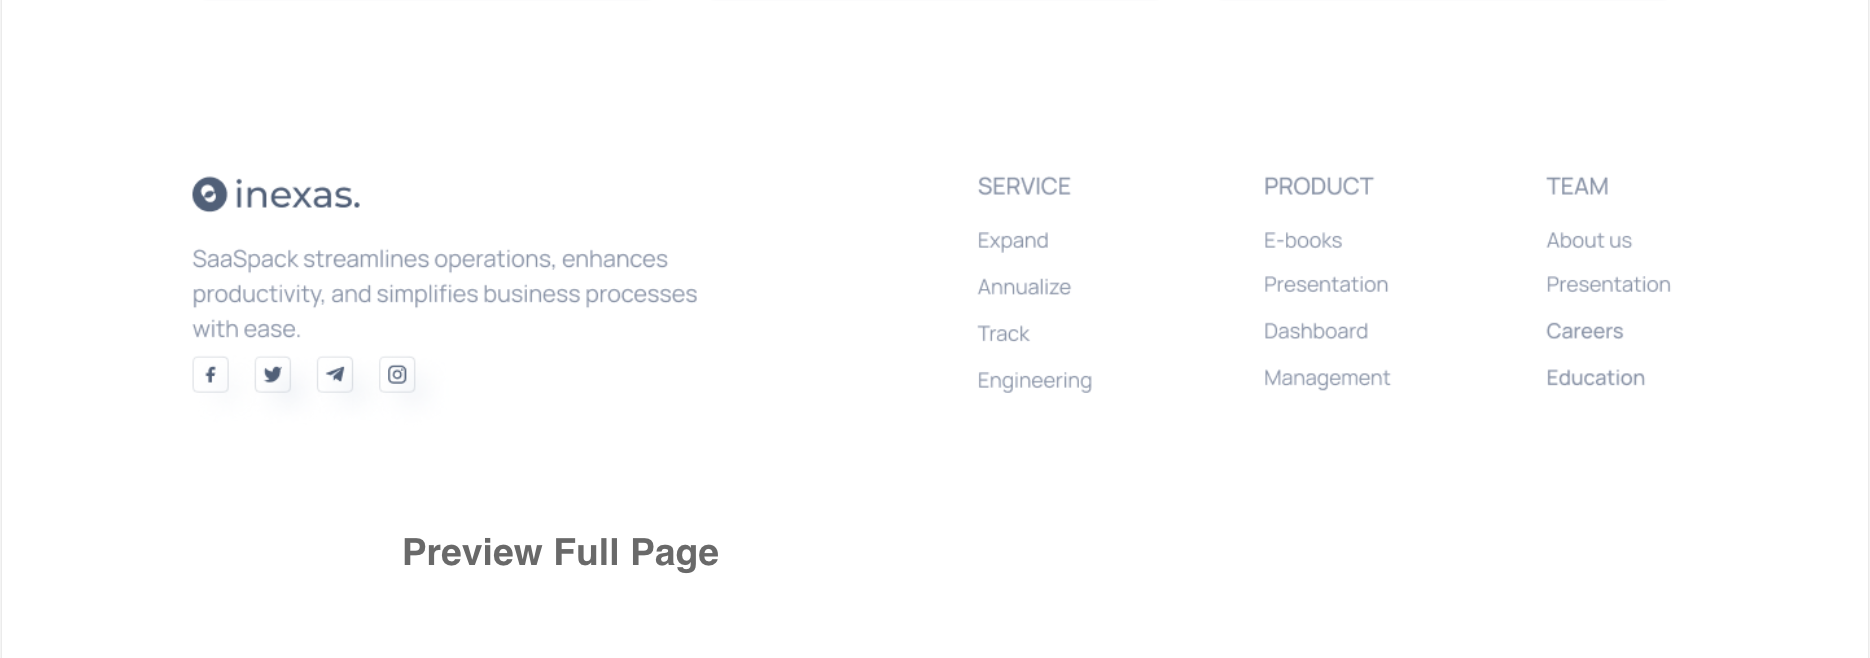 inexas.
SaaSpack streamlines operations, enhances
productivity, and simplifies business processes
with ease.
SERVICE
Expand
Annualize
Track
Engineering
PRODUCT
E-books
Presentation
Dashboard
Management
TEAM
About us
Presentation
Careers
Education
Preview Full Page